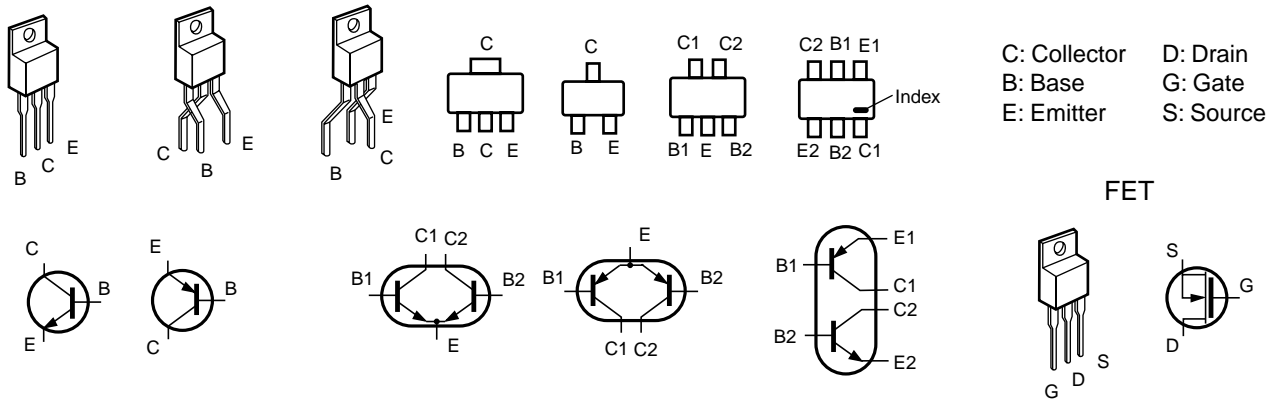 B C E
C B E
B E C
C
B C E
C
B E
C1 C2
B1 E B2
C2 B1 E1
Index
E2 B2 C1
C: Collector D: Drain
B: Base G: Gate
E: Emitter S: Source
FET
C
B
E
E
B
C
C1 C2
B1 B2
E
E
B1 B2
C1 C2
E1
B1
C1
C2
B2
E2
G D S
S
G
D